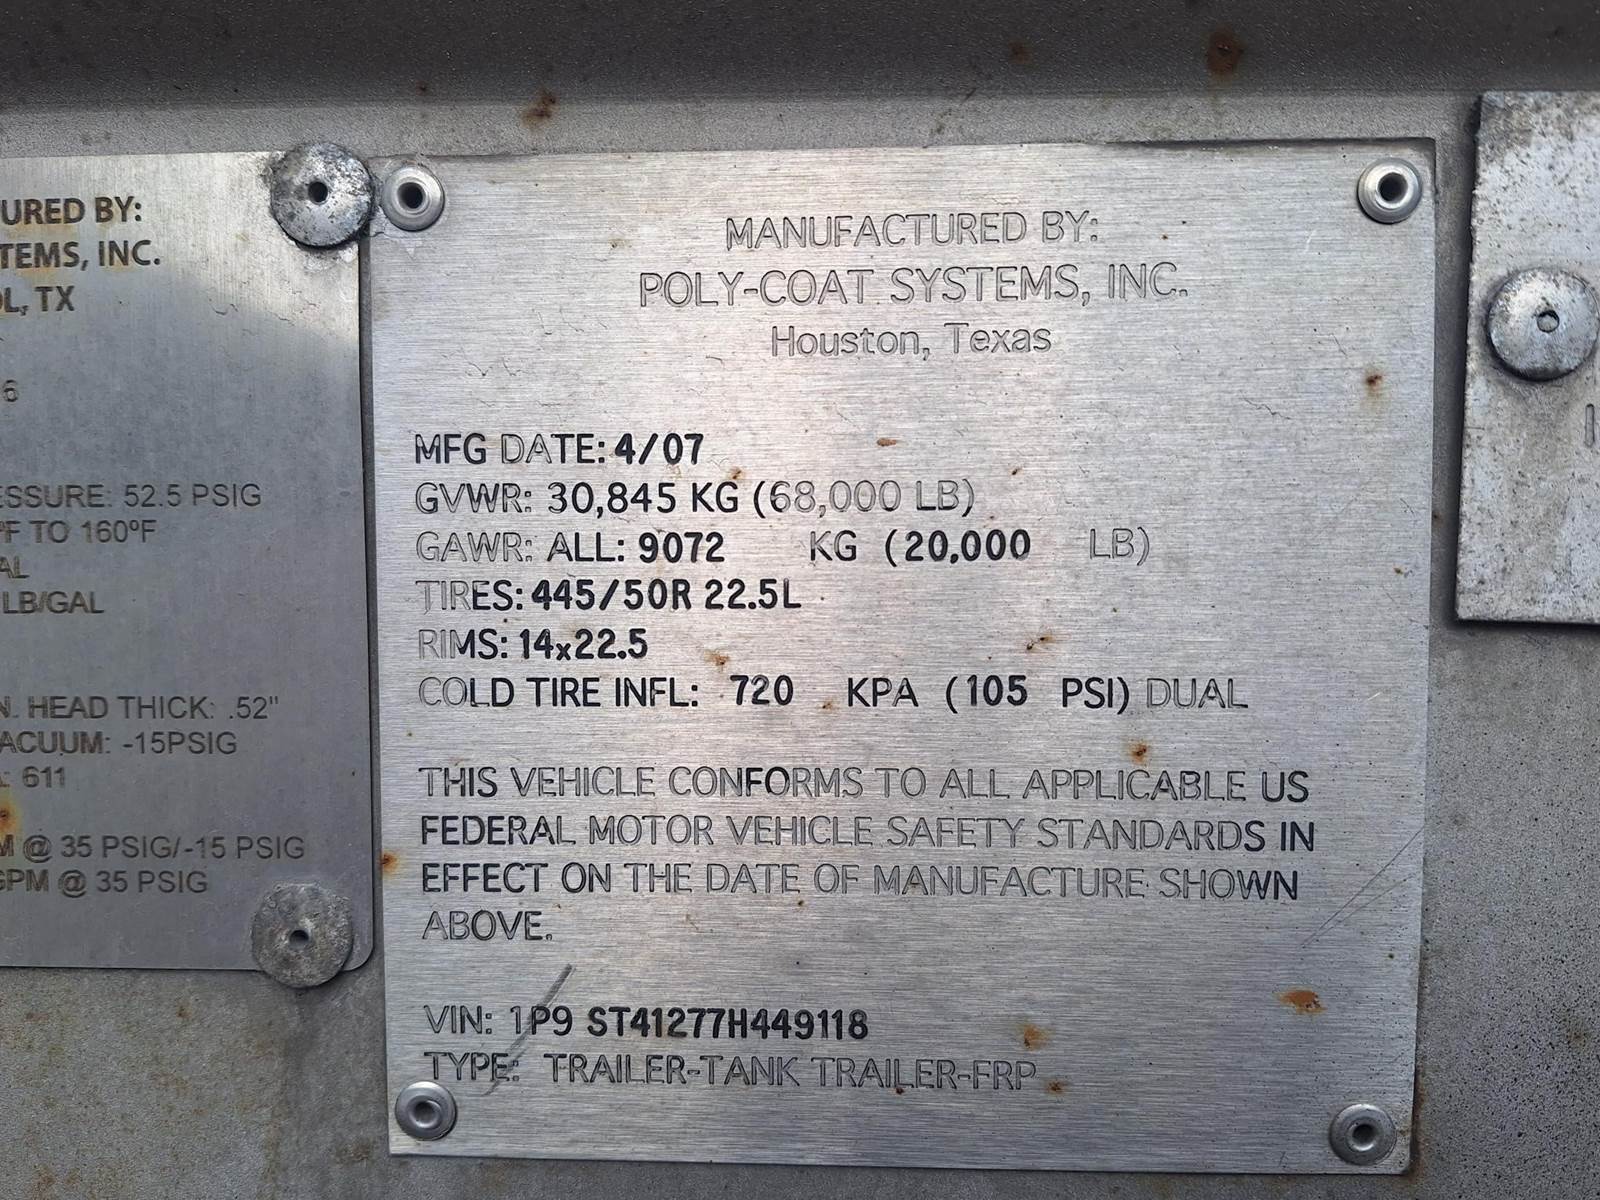 URED BY:
TEMS, INC.
L, TX
6
ESSURE: 52.5 PSIG
°F TO 160°F
AL
LB/GAL
N. HEAD THICK: .52"
ACUUM: -15PSIG
: 611
M @ 35 PSIG/-15 PSIG
GPM @ 35 PSIG
MANUFACTURED BY:
POLY-COAT SYSTEMS, INC.
Houston, Texas
MFG DATE: 4/07
GVWR: 30,845 KG (68,000 LB)
GAWR: ALL: 9072 KG (20,000 LB)
TIRES: 445/50R 22.5L
RIMS: 14x22.5
COLD TIRE INFL: 720 KPA (105 PSI) DUAL
THIS VEHICLE CONFORMS TO ALL APPLICABLE US
FEDERAL MOTOR VEHICLE SAFETY STANDARDS IN
EFFECT ON THE DATE OF MANUFACTURE SHOWN
ABOVE.
VIN: 1P9 ST41277H449118
TYPE: TRAILER-TANK TRAILER-FRP